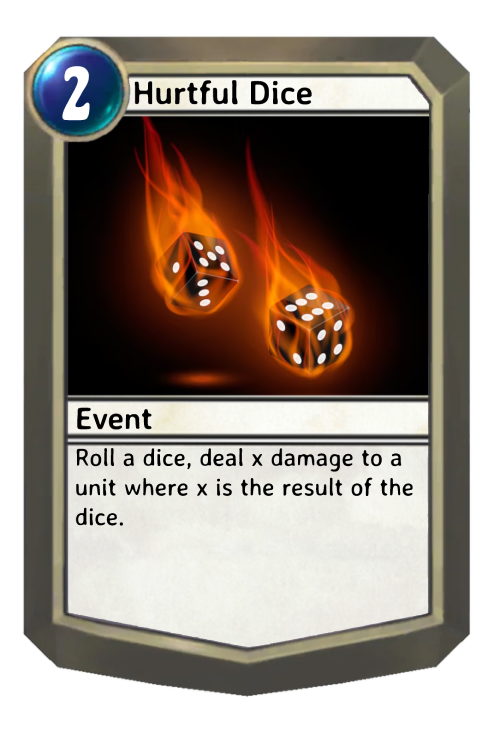 2
Hurtful Dice
Event
Roll a dice, deal x damage to a
unit where x is the result of the
dice.